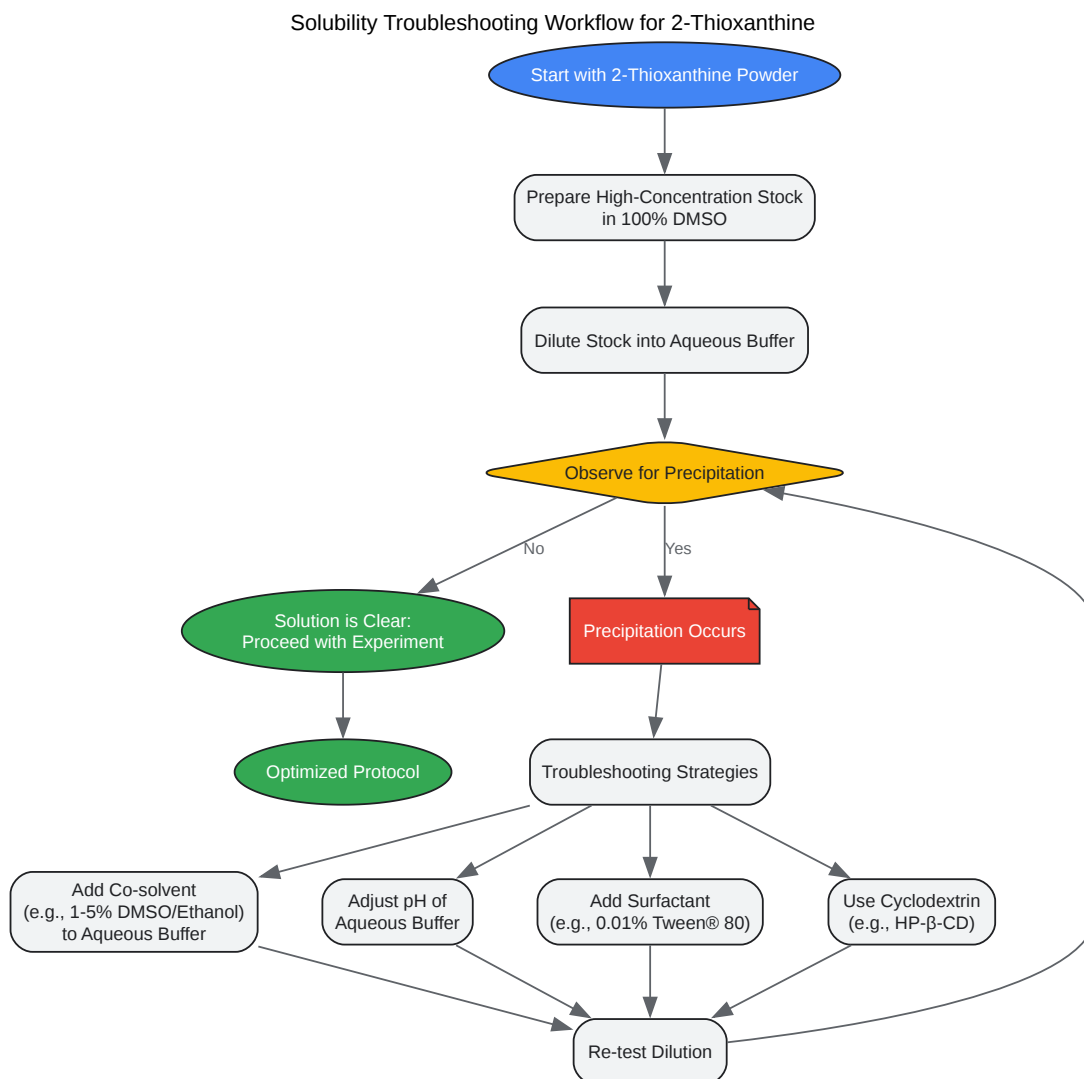 Solubility Troubleshooting Workflow for 2-Thioxanthine
Start with 2-Thioxanthine Powder
Prepare High-Concentration Stock
in 100% DMSO
Dilute Stock into Aqueous Buffer
Observe for Precipitation
No
Yes
Solution is Clear:
Proceed with Experiment
Precipitation Occurs
Optimized Protocol
Troubleshooting Strategies
Add Co-solvent
(e.g., 1-5% DMSO/Ethanol)
to Aqueous Buffer
Adjust pH of
Aqueous Buffer
Add Surfactant
(e.g., 0.01% Tween® 80)
Use Cyclodextrin
(e.g., HP-β-CD)
Re-test Dilution